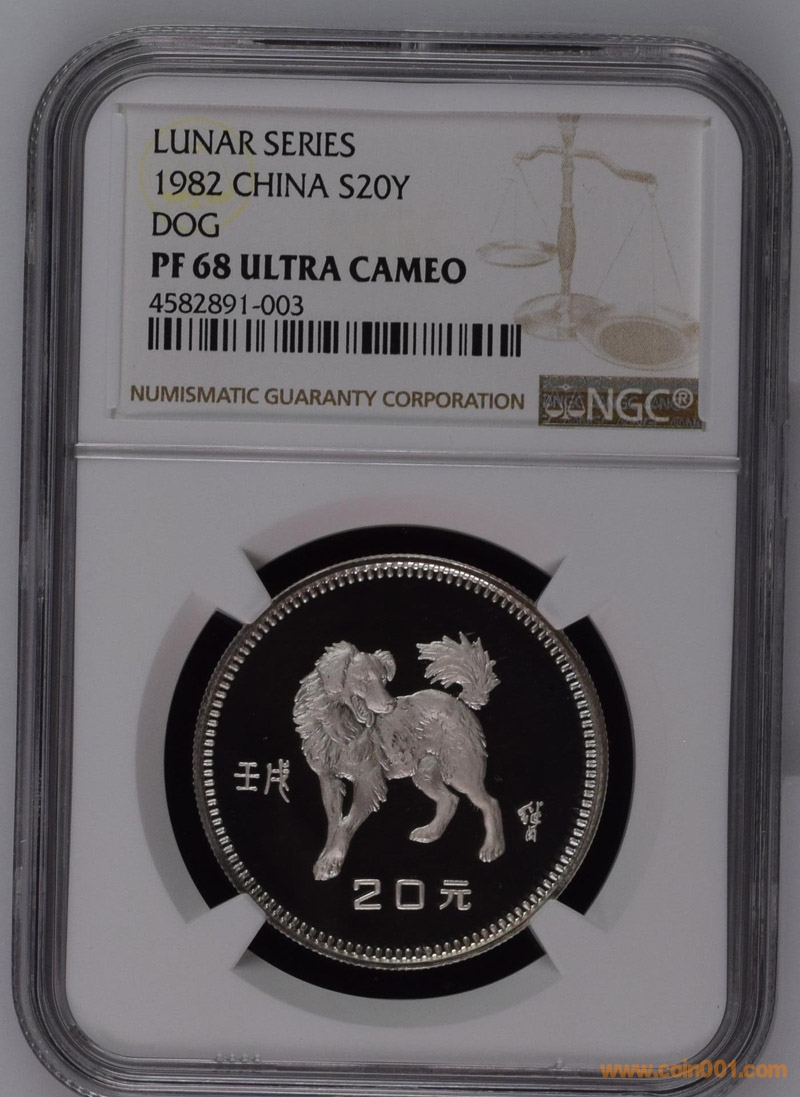 LUNAR SERIES
1982 CHINA S20Y
DOG
PF 68 ULTRA CAMEO
4582891-003
NUMISMATIC GUARANTY CORPORATION
NGC®
壬戌
20元
www.coin001.com